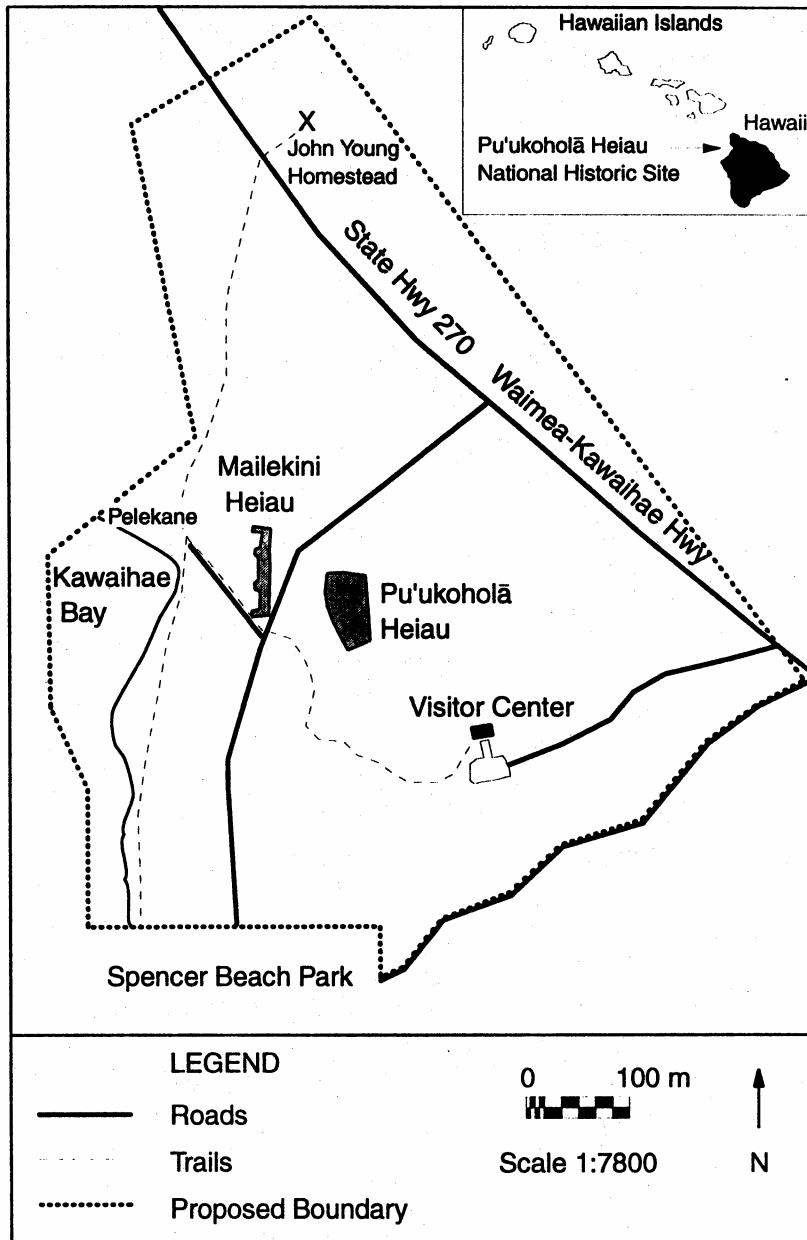 Hawaiian Islands
Hawaii
Pu'ukoholā Heiau
National Historic Site
X
John Young
Homestead
State Hwy 270
Waimea-Kawaihae Hwy
Mailekini
Heiau
Pelekane
Kawaihae
Bay
Pu'ukoholā
Heiau
Visitor Center
Spencer Beach Park
LEGEND
Roads
Trails
Proposed Boundary
0 100 m
Scale 1:7800
N